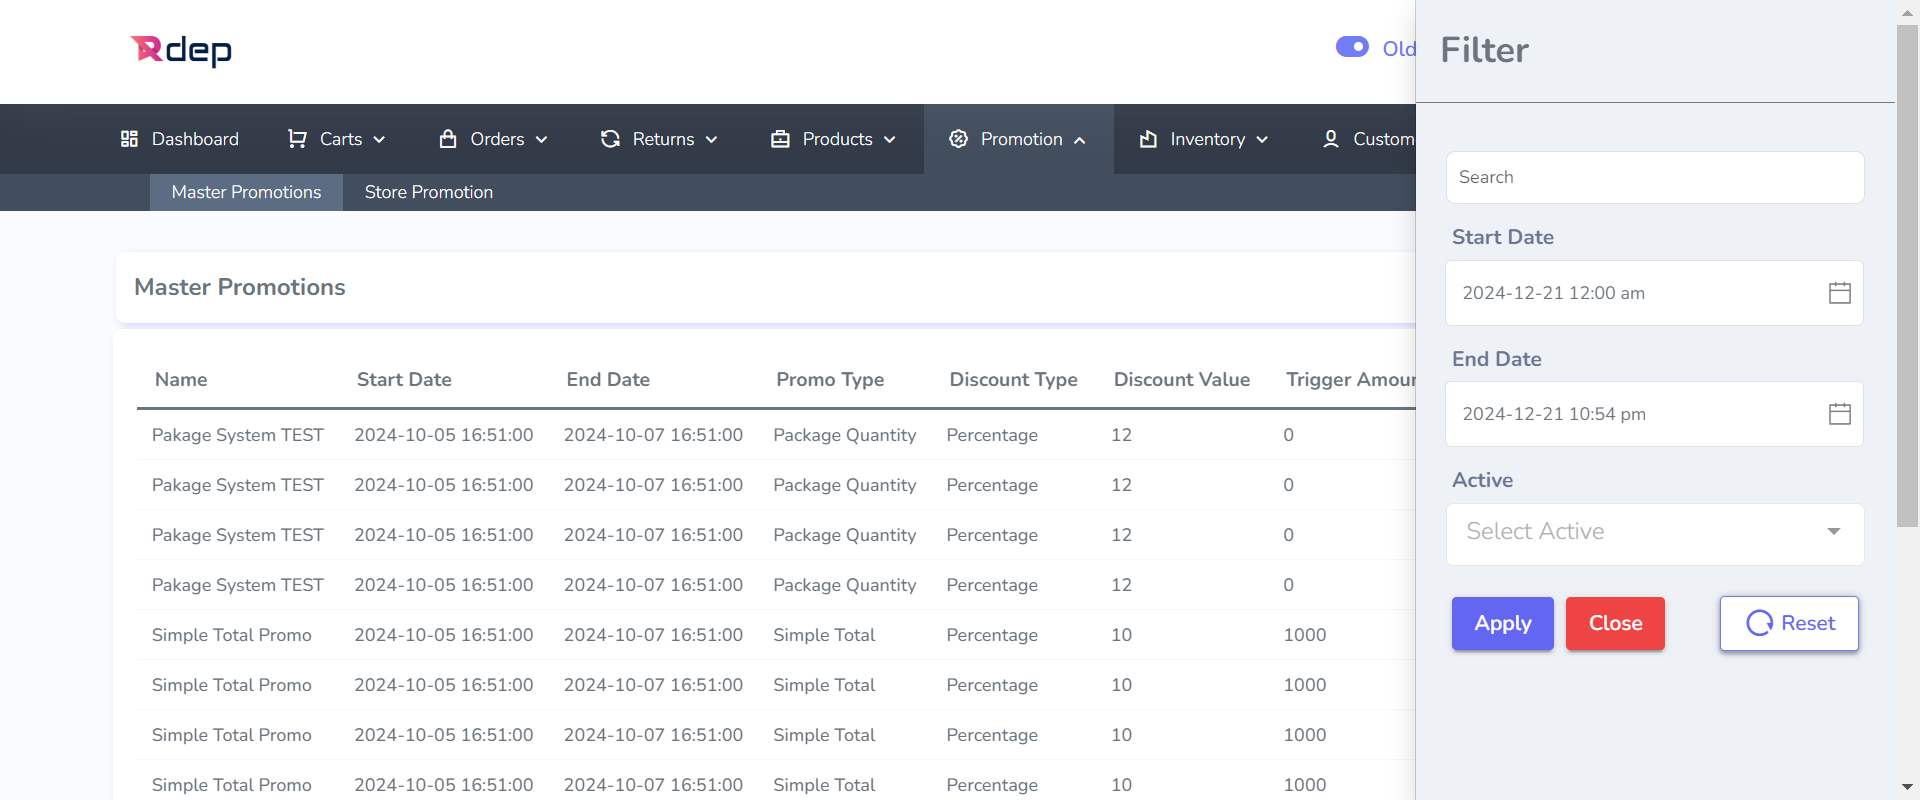 Rdep
Old
Dashboard Carts Orders Returns Products Promotion Inventory Custom
Master Promotions Store Promotion
Master Promotions
Name Start Date End Date Promo Type Discount Type Discount Value Trigger Amoun
Pakage System TEST 2024-10-05 16:51:00 2024-10-07 16:51:00 Package Quantity Percentage 12 0
Pakage System TEST 2024-10-05 16:51:00 2024-10-07 16:51:00 Package Quantity Percentage 12 0
Pakage System TEST 2024-10-05 16:51:00 2024-10-07 16:51:00 Package Quantity Percentage 12 0
Pakage System TEST 2024-10-05 16:51:00 2024-10-07 16:51:00 Package Quantity Percentage 12 0
Simple Total Promo 2024-10-05 16:51:00 2024-10-07 16:51:00 Simple Total Percentage 10 1000
Simple Total Promo 2024-10-05 16:51:00 2024-10-07 16:51:00 Simple Total Percentage 10 1000
Simple Total Promo 2024-10-05 16:51:00 2024-10-07 16:51:00 Simple Total Percentage 10 1000
Simple Total Promo 2024-10-05 16:51:00 2024-10-07 16:51:00 Simple Total Percentage 10 1000
Filter
Search
Start Date
2024-12-21 12:00 am
End Date
2024-12-21 10:54 pm
Active
Select Active
Apply Close Reset